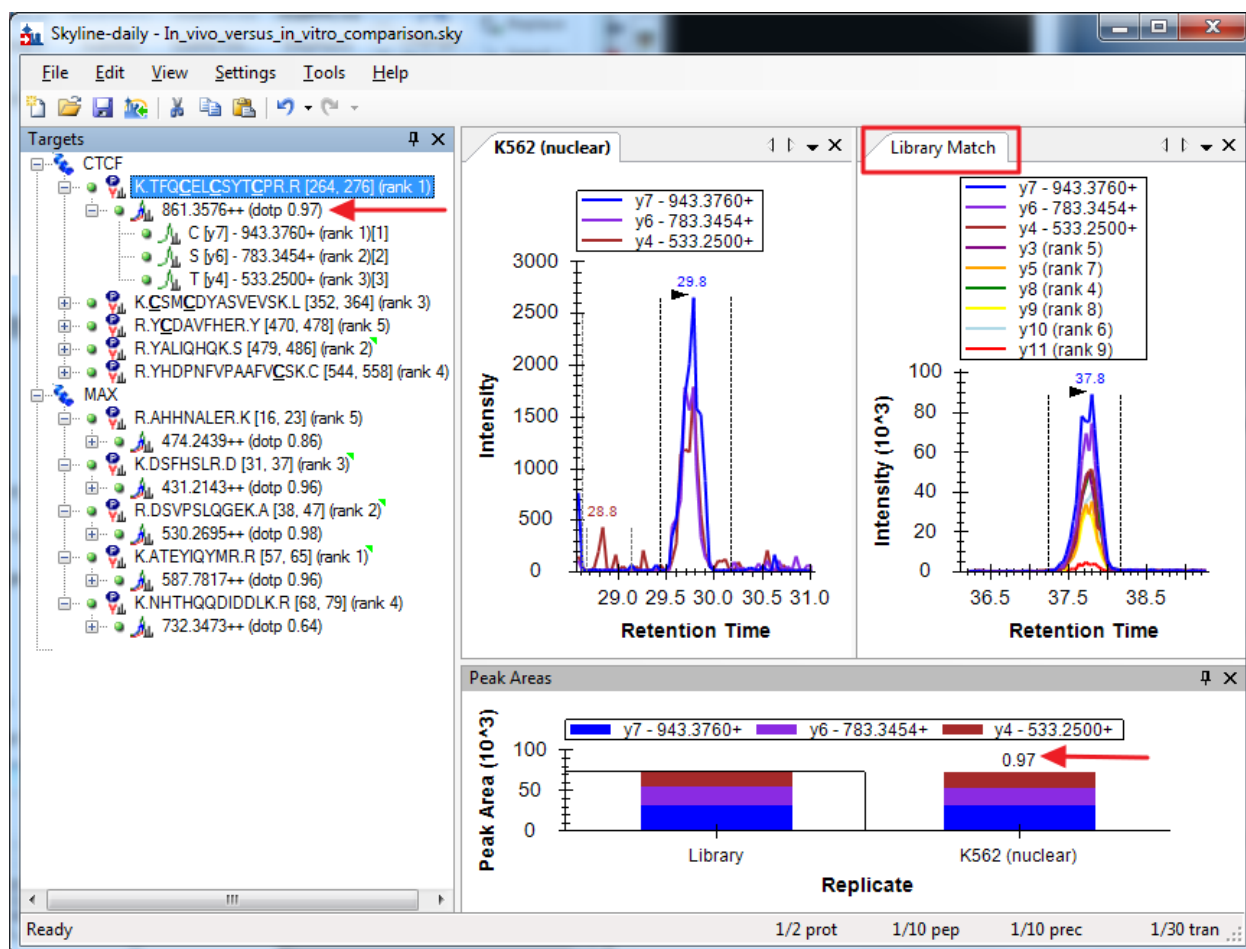 Skyline-daily - In_vivo_versus_in_vitro_comparison.sky
File Edit View Settings Tools Help
Targets
CTCF
K.TFQCELCSYTCPR.R [264, 276] (rank 1)
861.3576++ (dotp 0.97)
C [y7] - 943.3760+ (rank 1)[1]
S [y6] - 783.3454+ (rank 2)[2]
T [y4] - 533.2500+ (rank 3)[3]
K.CSMCDYASVEVSK.L [352, 364] (rank 3)
R.YCDAVFHER.Y [470, 478] (rank 5)
R.YALIQHQK.S [479, 486] (rank 2)
R.YHDPNFVPAAFVCSK.C [544, 558] (rank 4)
MAX
R.AHHNALER.K [16, 23] (rank 5)
474.2439++ (dotp 0.86)
K.DSFHSLR.D [31, 37] (rank 3)
431.2143++ (dotp 0.96)
R.DSVPSLQGEK.A [38, 47] (rank 2)
530.2695++ (dotp 0.98)
K.ATEYIQYMR.R [57, 65] (rank 1)
587.7817++ (dotp 0.96)
K.NHTHQQDIDDLK.R [68, 79] (rank 4)
732.3473++ (dotp 0.64)
K562 (nuclear)
y7 - 943.3760+
y6 - 783.3454+
y4 - 533.2500+
3000
2500
2000
1500
1000
500
0
Intensity
29.8
28.8
29.0 29.5 30.0 30.5 31.0
Retention Time
Library Match
y7 - 943.3760+
y6 - 783.3454+
y4 - 533.2500+
y3 (rank 5)
y5 (rank 7)
y8 (rank 4)
y9 (rank 8)
y10 (rank 6)
y11 (rank 9)
100
80
60
40
20
0
Intensity (10^3)
37.8
36.5 37.5 38.5
Retention Time
Peak Areas
y7 - 943.3760+ y6 - 783.3454+ y4 - 533.2500+
Peak Area (10^3)
100
50
0
0.97
Library K562 (nuclear)
Replicate
Ready 1/2 prot 1/10 pep 1/10 prec 1/30 tran